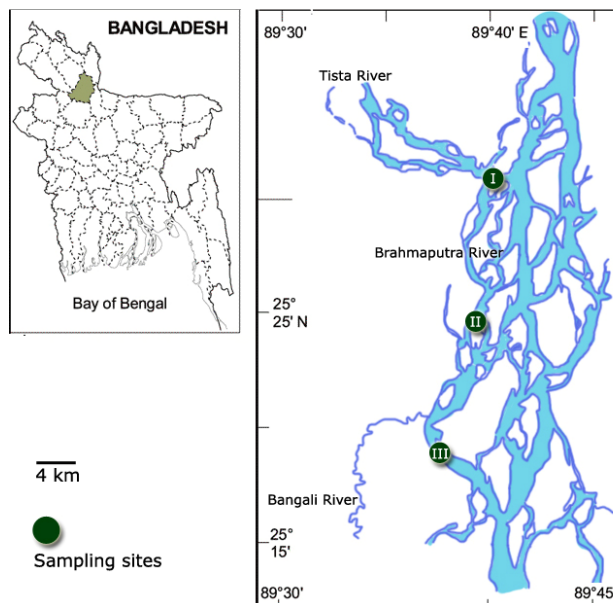 BANGLADESH
Bay of Bengal
4 km
Sampling sites
89°30'
89°40' E
Tista River
I
Brahmaputra River
25°
25' N
II
III
Bangali River
25°
15'
89°30'
89°45'